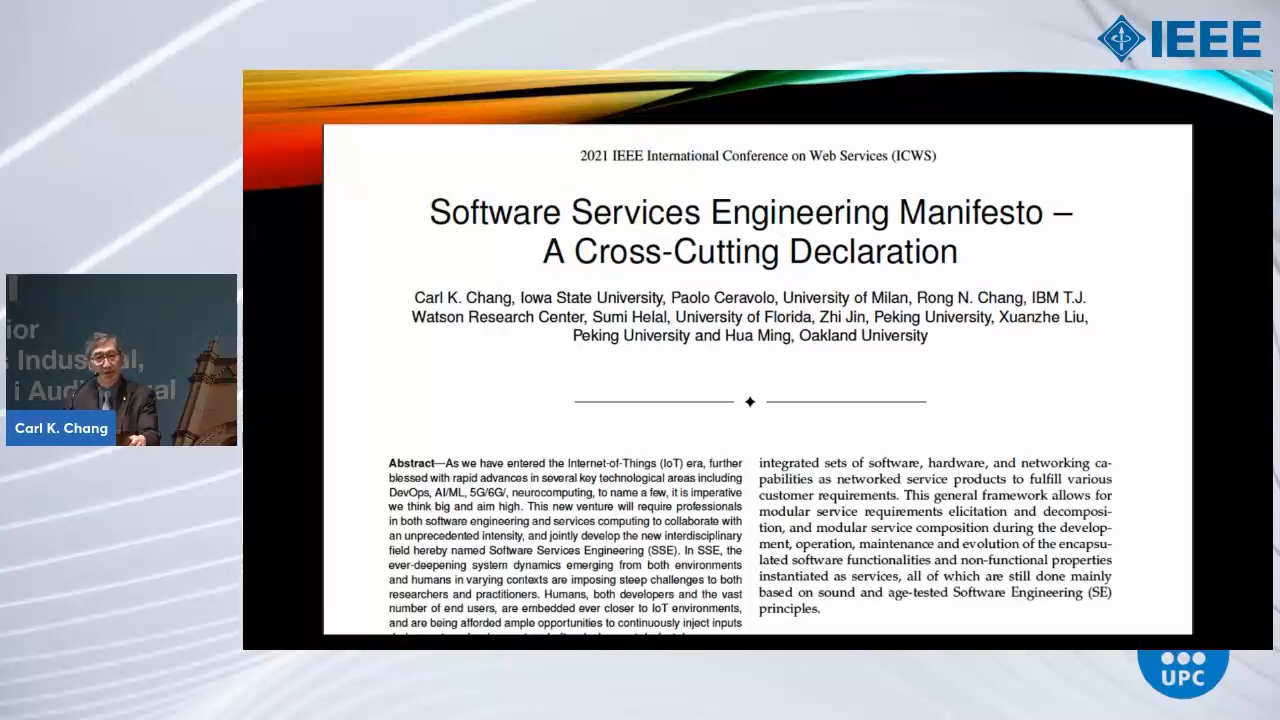 IEEE
2021 IEEE International Conference on Web Services (ICWS)
Software Services Engineering Manifesto –
A Cross-Cutting Declaration
Carl K. Chang, Iowa State University, Paolo Ceravolo, University of Milan, Rong N. Chang, IBM T.J.
Watson Research Center, Sumi Helal, University of Florida, Zhi Jin, Peking University, Xuanzhe Liu,
Peking University and Hua Ming, Oakland University
Abstract—As we have entered the Internet-of-Things (IoT) era, further
blessed with rapid advances in several key technological areas including
DevOps, AI/ML, 5G/6G/, neurocomputing, to name a few, it is imperative
we think big and aim high. This new venture will require professionals
in both software engineering and services computing to collaborate with
an unprecedented intensity, and jointly develop the new interdisciplinary
field hereby named Software Services Engineering (SSE). In SSE, the
ever-deepening system dynamics emerging from both environments
and humans in varying contexts are imposing steep challenges to both
researchers and practitioners. Humans, both developers and the vast
number of end users, are embedded ever closer to IoT environments,
and are being afforded ample opportunities to continuously inject inputs
integrated sets of software, hardware, and networking ca-
pabilities as networked service products to fulfill various
customer requirements. This general framework allows for
modular service requirements elicitation and decomposi-
tion, and modular service composition during the develop-
ment, operation, maintenance and evolution of the encapsu-
lated software functionalities and non-functional properties
instantiated as services, all of which are still done mainly
based on sound and age-tested Software Engineering (SE)
principles.
ior
s Industrial,
i Aud al
Carl K. Chang
UPC